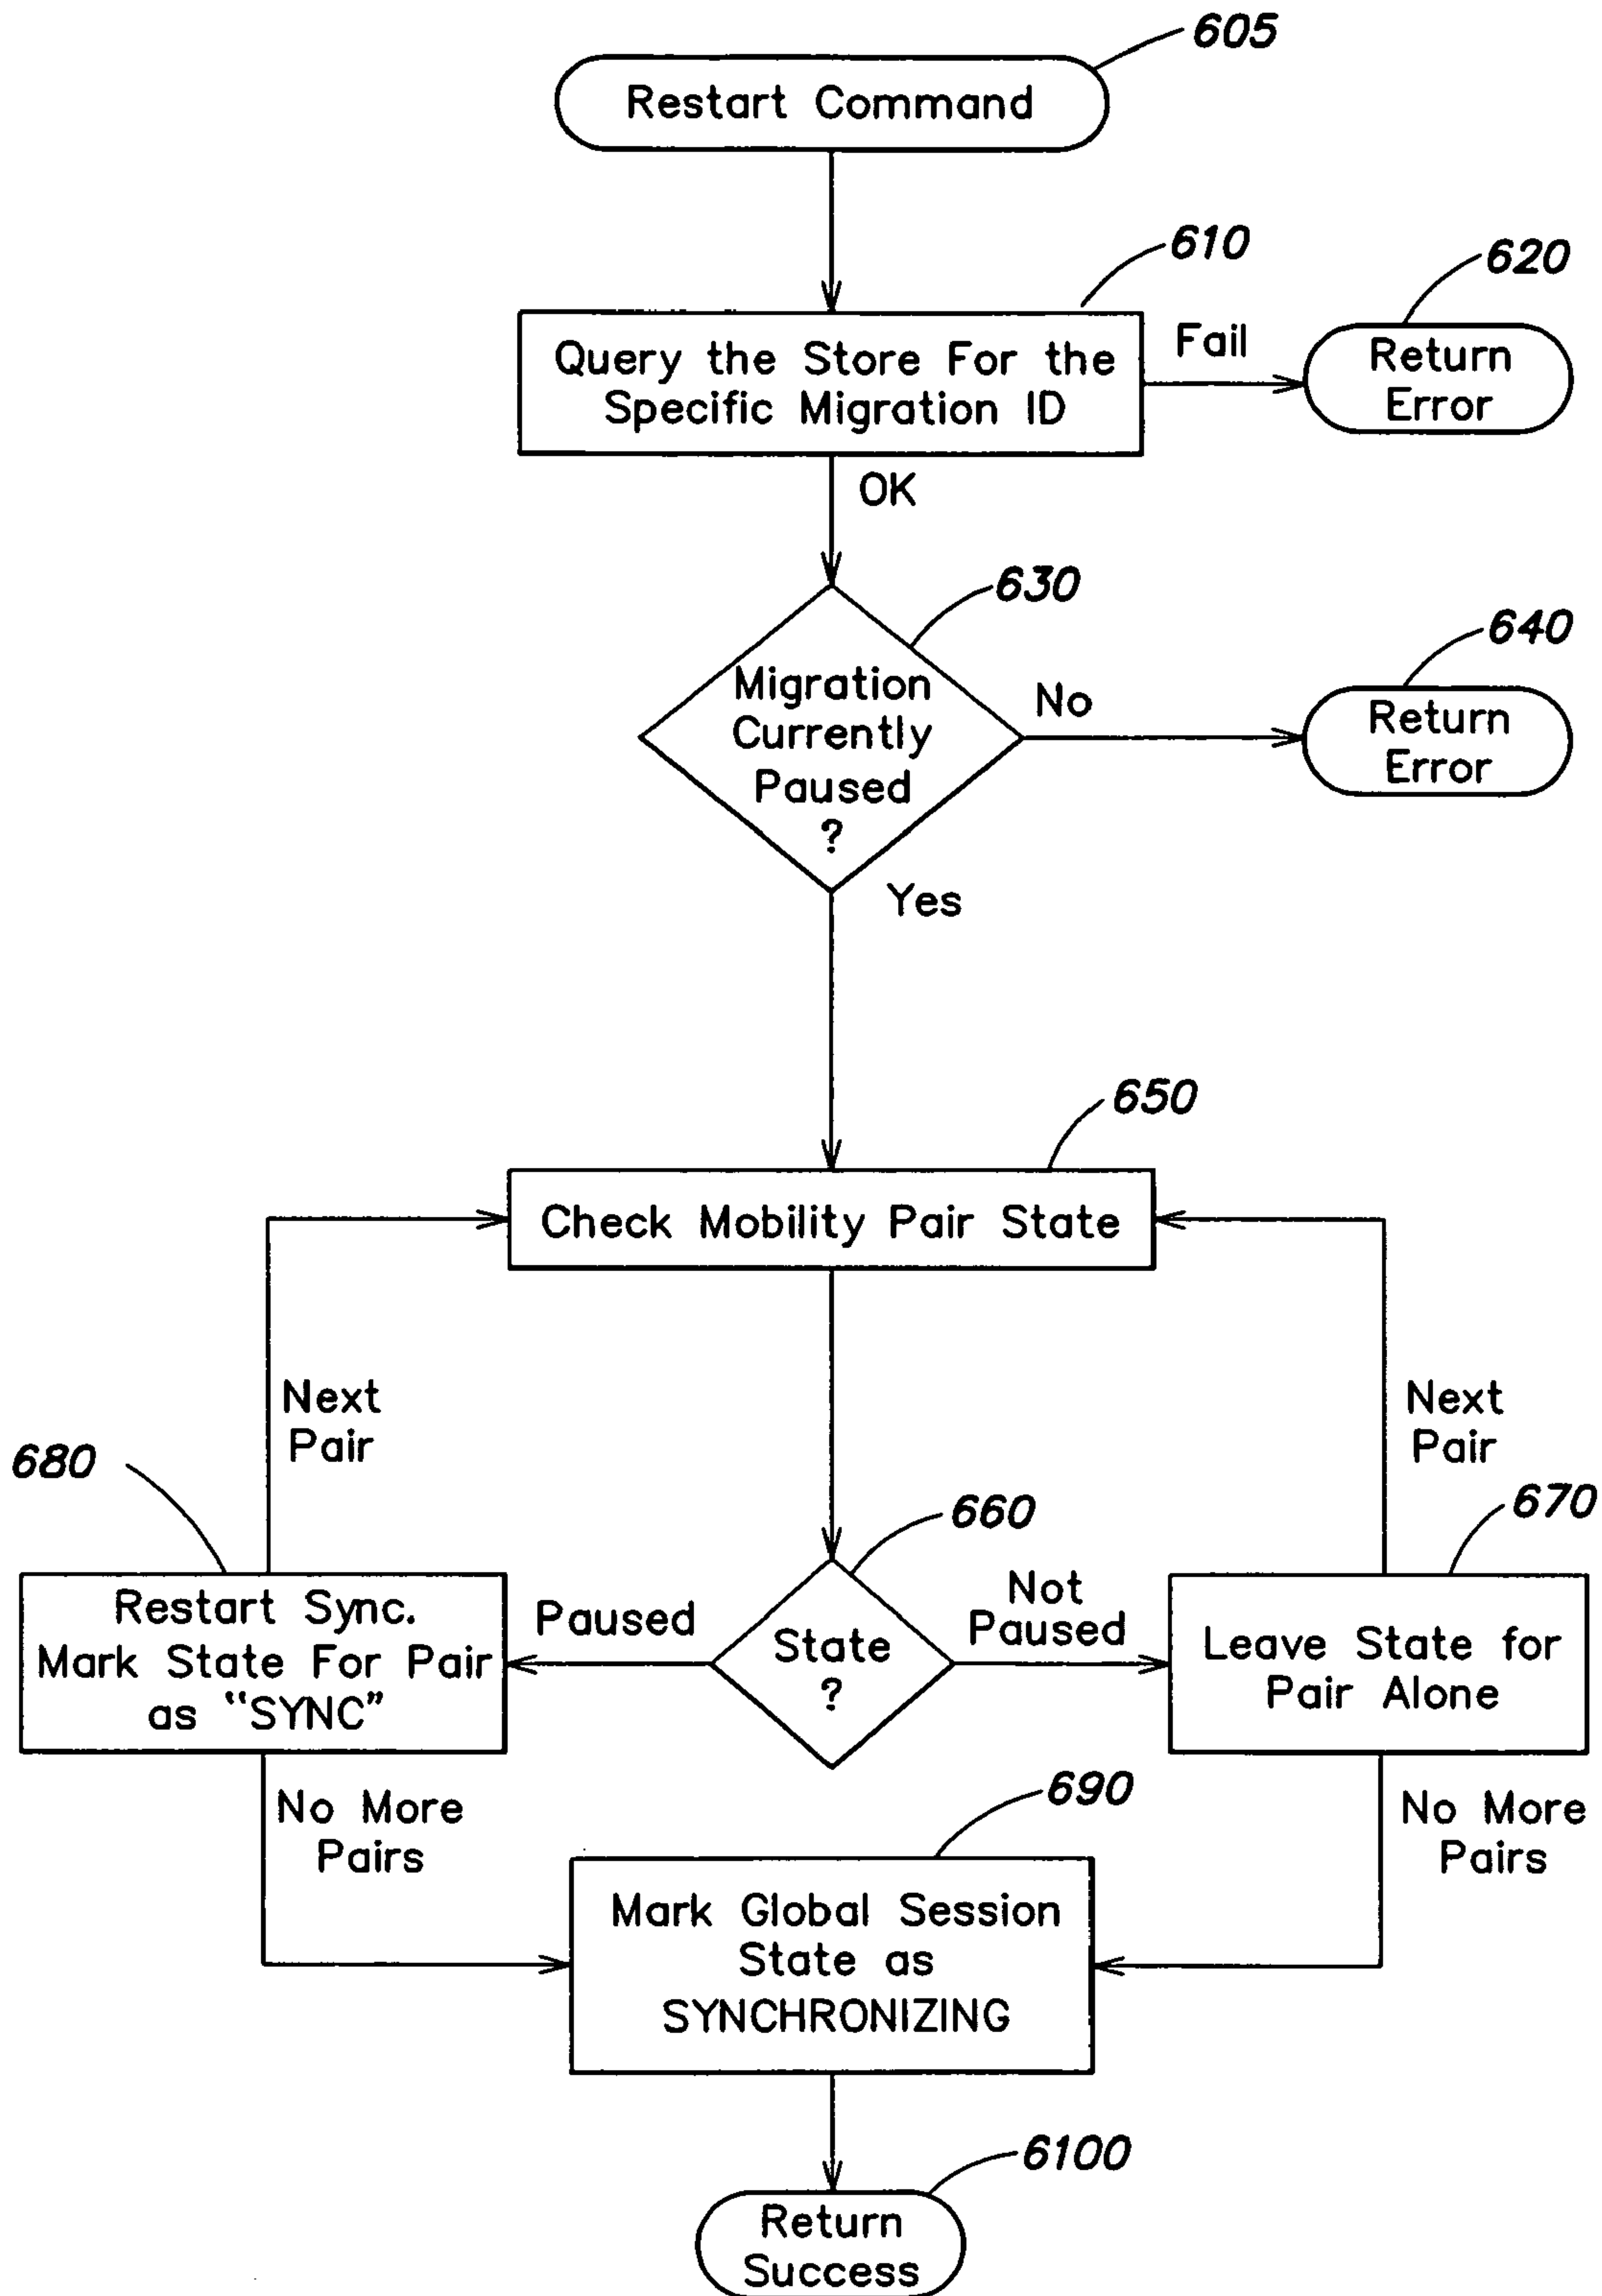 605
Restart Command
610
620
Query the Store For the
Specific Migration ID
Fail
Return
Error
OK
630
640
Migration
Currently
Paused
?
No
Return
Error
Yes
650
Check Mobility Pair State
Next
Pair
Next
Pair
680
660
670
Restart Sync.
Mark State For Pair
as "SYNC"
Paused
State
?
Not
Paused
Leave State for
Pair Alone
No More
Pairs
690
No More
Pairs
Mark Global Session
State as
SYNCHRONIZING
6100
Return
Success